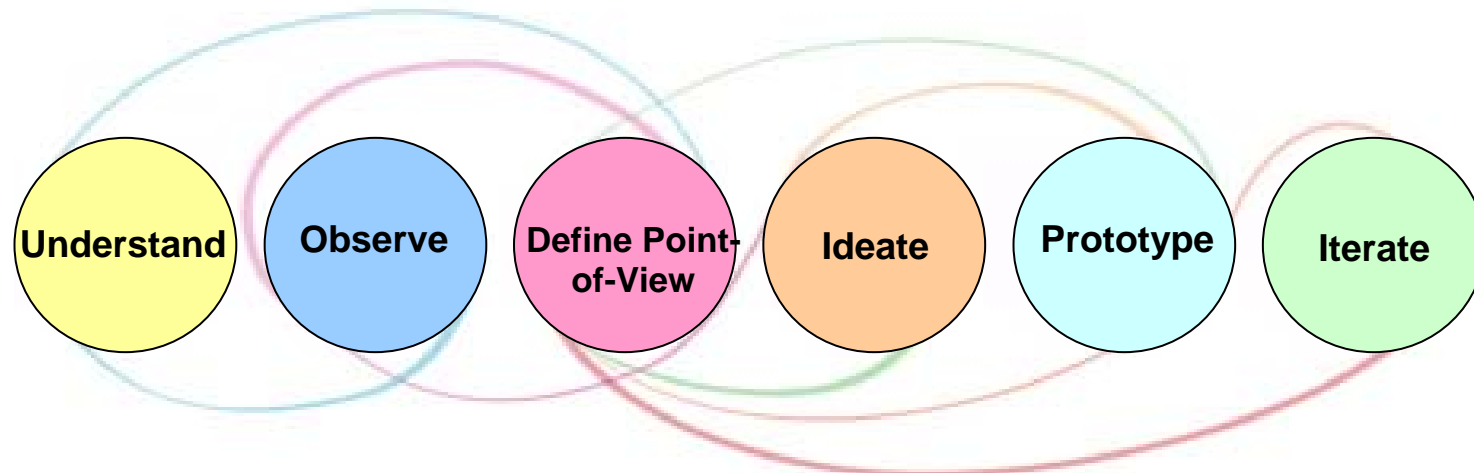 Understand
Observe
Define Point-
of-View
Ideate
Prototype
Iterate